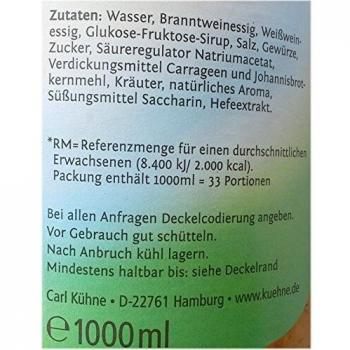 Zutaten: Wasser, Branntweinessig, Weißwein-
essig, Glukose-Fruktose-Sirup, Salz, Gewürze,
Zucker, Säureregulator Natriumacetat,
Verdickungsmittel Carrageen und Johannisbrot-
kernmehl, Kräuter, natürliches Aroma,
Süßungsmittel Saccharin, Hefeextrakt.
*RM=Referenzmenge für einen durchschnittlichen
Erwachsenen (8.400 kJ/ 2.000 kcal).
Packung enthält 1000ml = 33 Portionen
Bei allen Anfragen Deckelcodierung angeben.
Vor Gebrauch gut schütteln.
Nach Anbruch kühl lagern.
Mindestens haltbar bis: siehe Deckelrand
Carl Kühne • D-22761 Hamburg • www.kuehne.de
℮ 1000 ml